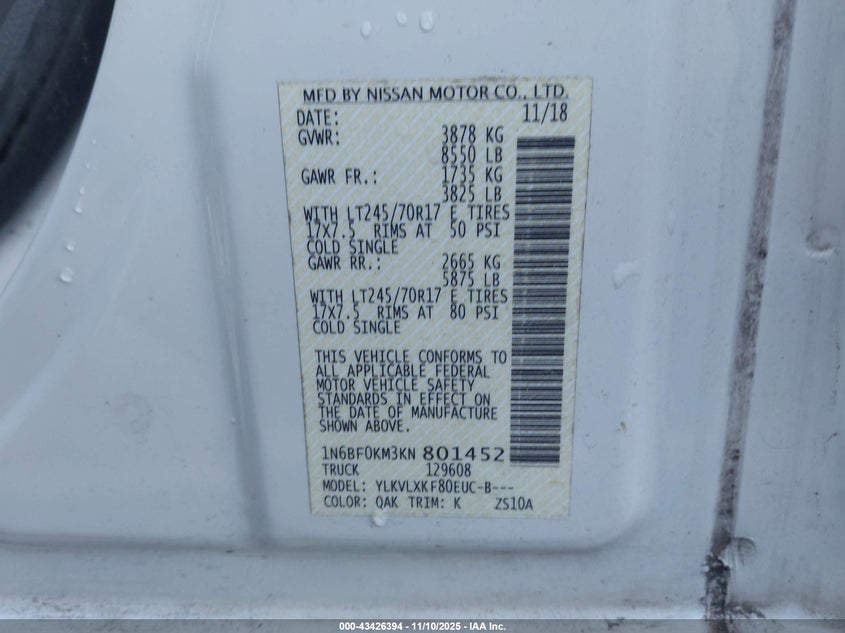 MFD BY NISSAN MOTOR CO., LTD.
DATE: 11/18
GVWR: 3878 KG
8550 LB
GAWR FR.: 1735 KG
3825 LB
WITH LT245/70R17 E TIRES
17X7.5 RIMS AT 50 PSI
COLD SINGLE
GAWR RR.: 2665 KG
5875 LB
WITH LT245/70R17 E TIRES
17X7.5 RIMS AT 80 PSI
COLD SINGLE
THIS VEHICLE CONFORMS TO
ALL APPLICABLE FEDERAL
MOTOR VEHICLE SAFETY
STANDARDS IN EFFECT ON
THE DATE OF MANUFACTURE
SHOWN ABOVE.
1N6BF0KM3KN801452
TRUCK 129608
MODEL: YLKVLXKF80EUC-B---
COLOR: QAK TRIM: K ZS10A
000-43426394 - 11/10/2025 - IAA Inc.